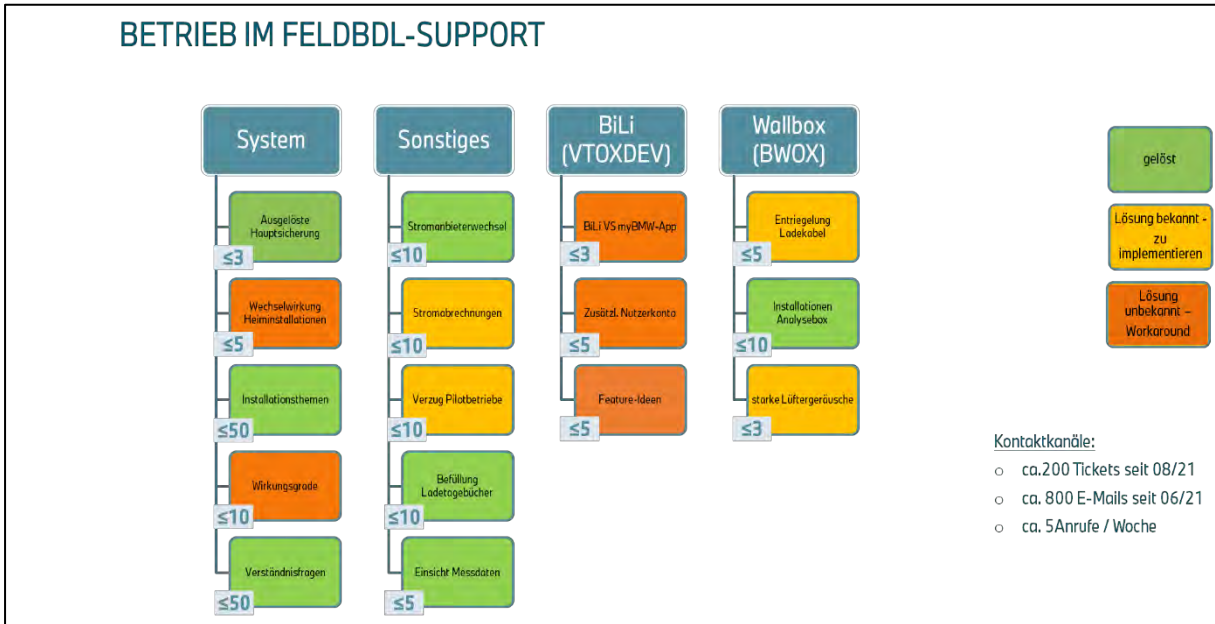 BETRIEB IM FELDBDL-SUPPORT
System
Ausgelöste
Hauptsicherung
≤3
Wechselwirkung
Heiminstallationen
≤5
Installationsthemen
≤50
Wirkungsgrade
≤10
Verständnisfragen
≤50
Sonstiges
Stromanbieterwechsel
≤10
Stromabrechnungen
≤10
Verzug Pilotbetriebe
≤10
Befüllung
Ladetagebücher
≤10
Einsicht Messdaten
≤5
BiLi
(VTOXDEV)
BiLi VS myBMW-App
≤3
Zusätzl. Nutzerkonto
≤5
Feature-Ideen
≤5
Wallbox
(BWOX)
Entriegelung
Ladekabel
≤5
Installationen
Analysebox
≤10
starke Lüftergeräusche
≤3
gelöst
Lösung bekannt -
zu
implementieren
Lösung
unbekannt –
Workaround
Kontaktkanäle:
o ca.200 Tickets seit 08/21
o ca. 800 E-Mails seit 06/21
o ca. 5Anrufe / Woche